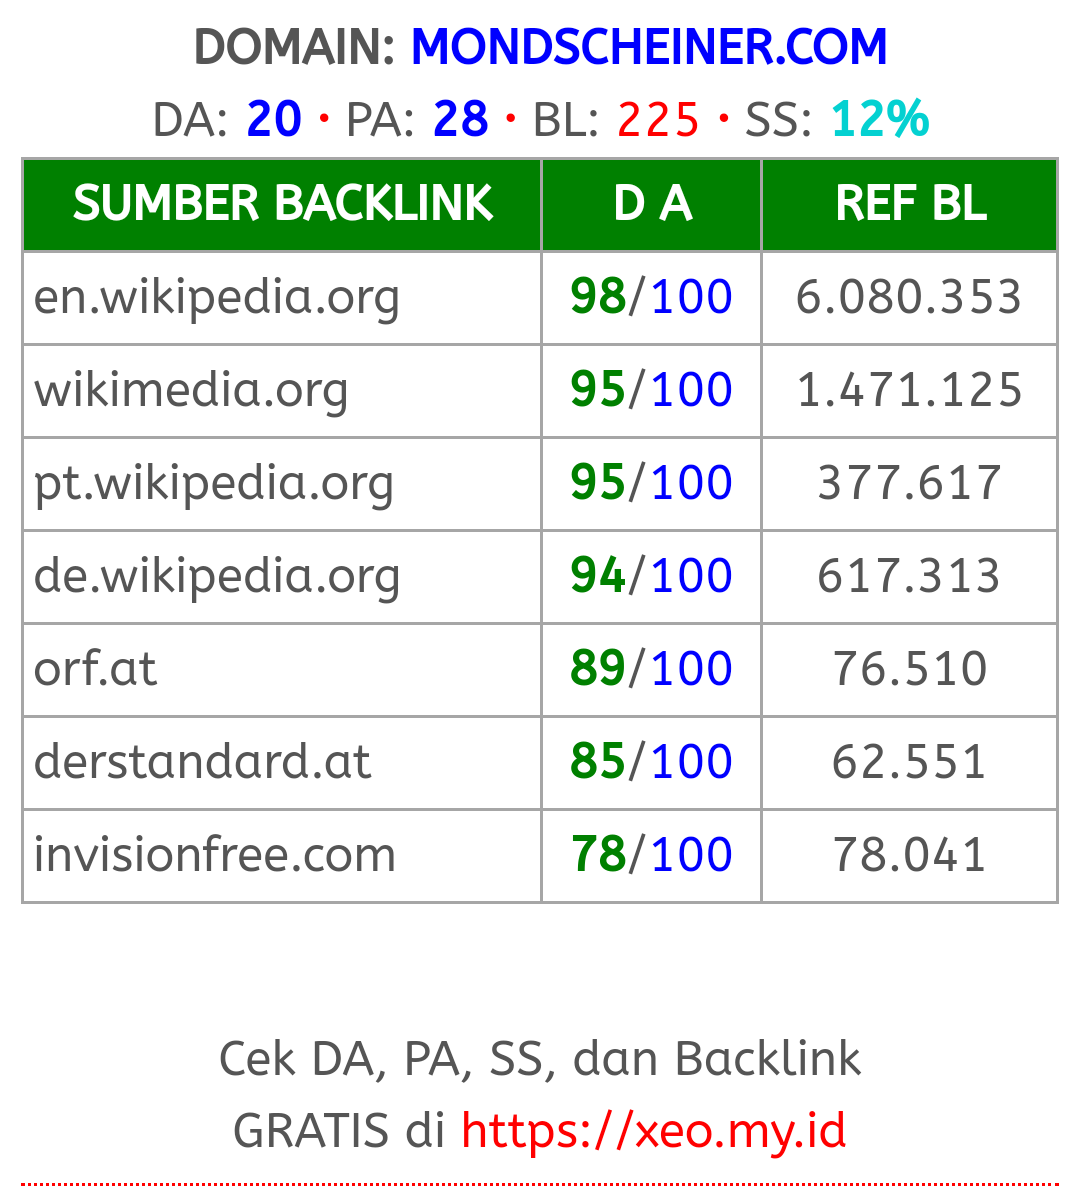 DOMAIN: MONDSCHEINER.COM
DA: 20 • PA: 28 • BL: 225 • SS: 12%
SUMBER BACKLINK D A REF BL
en.wikipedia.org 98/100 6.080.353
wikimedia.org 95/100 1.471.125
pt.wikipedia.org 95/100 377.617
de.wikipedia.org 94/100 617.313
orf.at 89/100 76.510
derstandard.at 85/100 62.551
invisionfree.com 78/100 78.041
Cek DA, PA, SS, dan Backlink
GRATIS di https://xeo.my.id